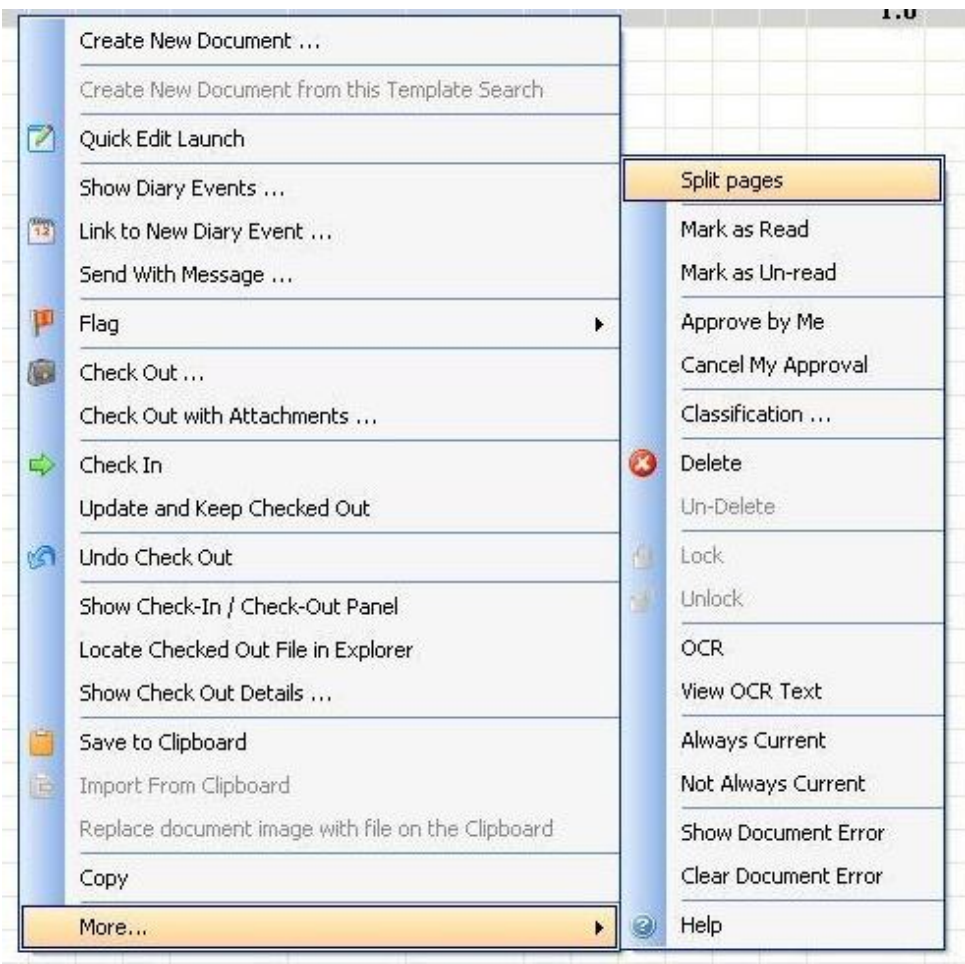 1.0
Create New Document ...
Create New Document from this Template Search
Quick Edit Launch
Show Diary Events ...
12
Link to New Diary Event ...
Send With Message ...
Flag
Check Out ...
Check Out with Attachments ...
Check In
Update and Keep Checked Out
Undo Check Out
Show Check-In / Check-Out Panel
Locate Checked Out File in Explorer
Show Check Out Details ...
Save to Clipboard
Import From Clipboard
Replace document image with file on the Clipboard
Copy
More...
Split pages
Mark as Read
Mark as Un-read
Approve by Me
Cancel My Approval
Classification ...
Delete
Un-Delete
Lock
Unlock
OCR
View OCR Text
Always Current
Not Always Current
Show Document Error
Clear Document Error
? Help